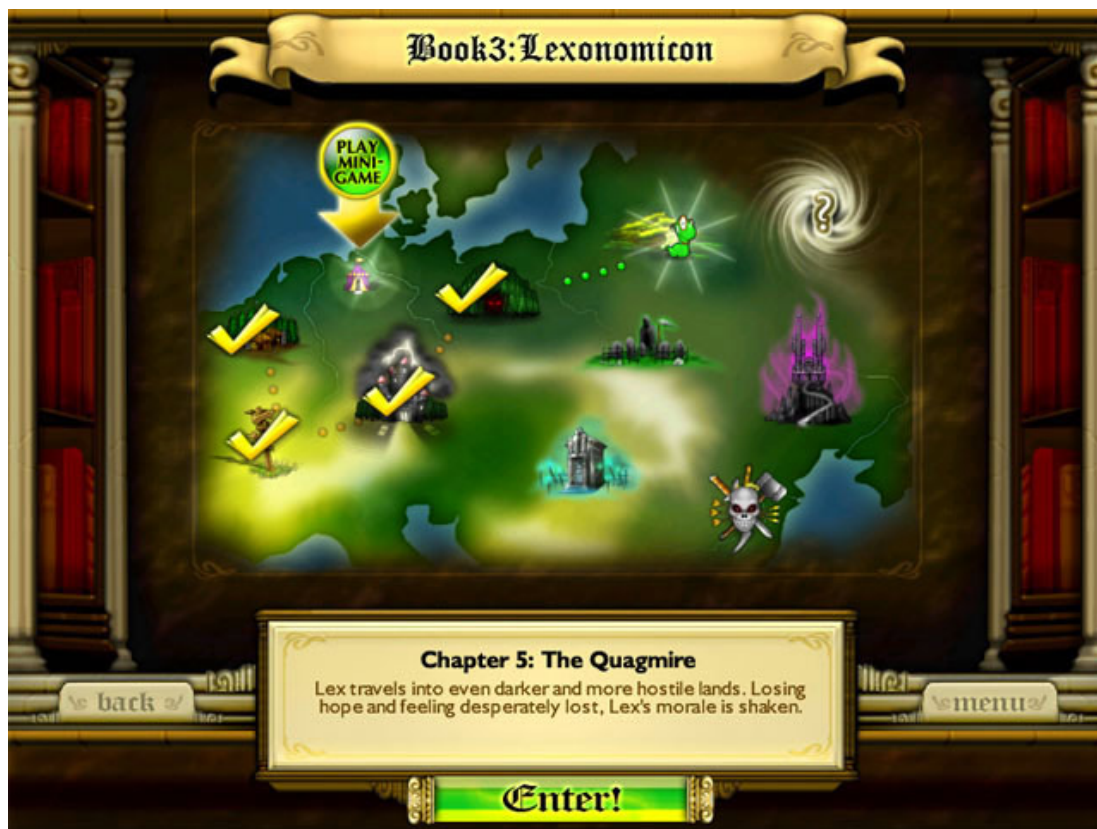 Book3:Lexonomicon
PLAY
MINI-
GAME
?
Chapter 5: The Quagmire
Lex travels into even darker and more hostile lands. Losing
hope and feeling desperately lost, Lex's morale is shaken.
back
menu
Enter!